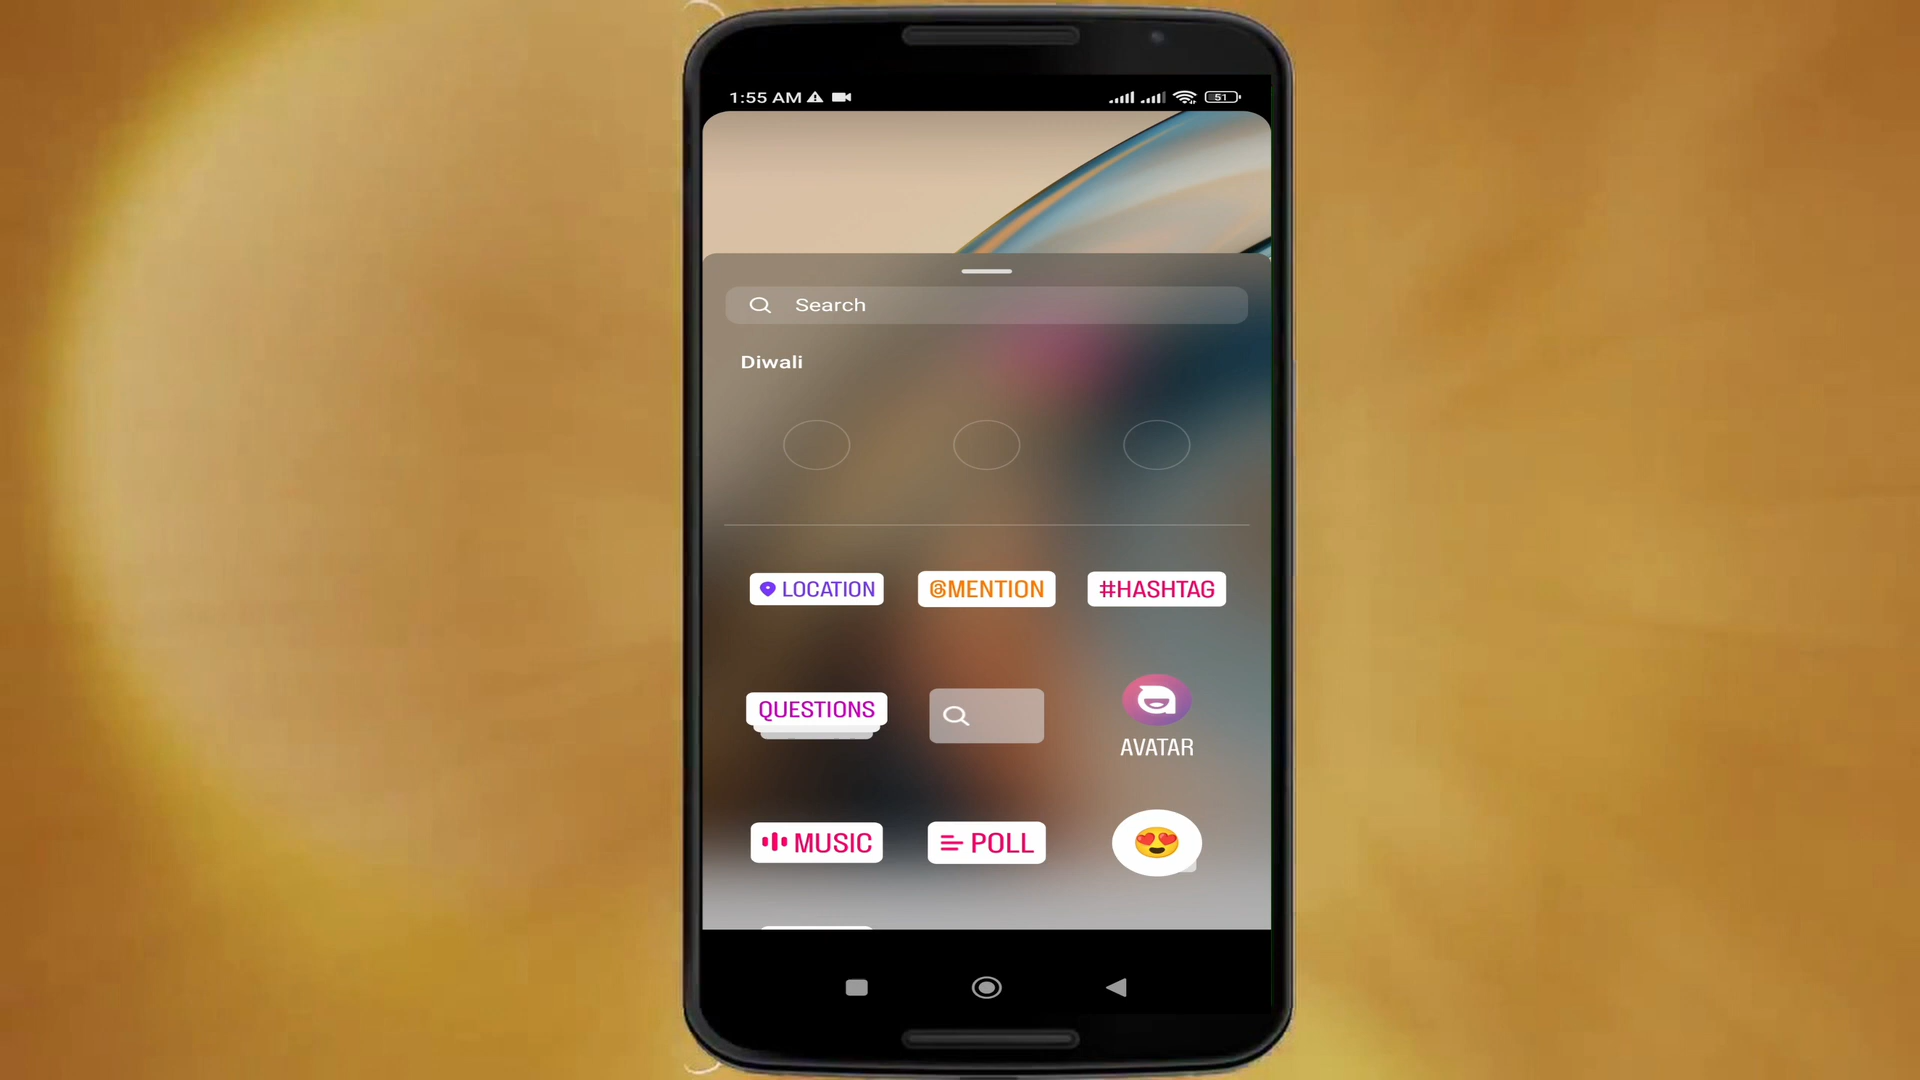 1:55 AM
51
Search
Diwali
LOCATION
@MENTION
#HASHTAG
QUESTIONS
AVATAR
MUSIC
POLL